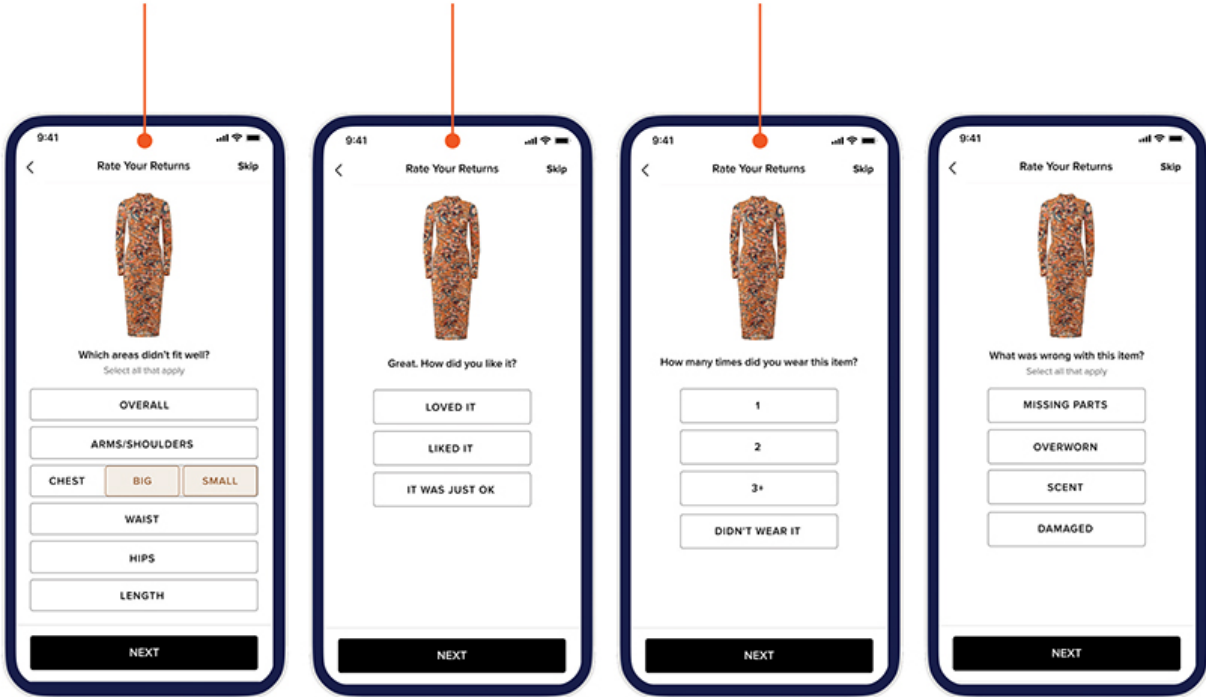 9:41
Rate Your Returns
Skip
Which areas didn't fit well?
Select all that apply
OVERALL
ARMS/SHOULDERS
CHEST BIG SMALL
WAIST
HIPS
LENGTH
NEXT
9:41
Rate Your Returns
Skip
Great. How did you like it?
LOVED IT
LIKED IT
IT WAS JUST OK
NEXT
9:41
Rate Your Returns
Skip
How many times did you wear this item?
1
2
3+
DIDN'T WEAR IT
NEXT
9:41
Rate Your Returns
Skip
What was wrong with this item?
Select all that apply
MISSING PARTS
OVERWORN
SCENT
DAMAGED
NEXT